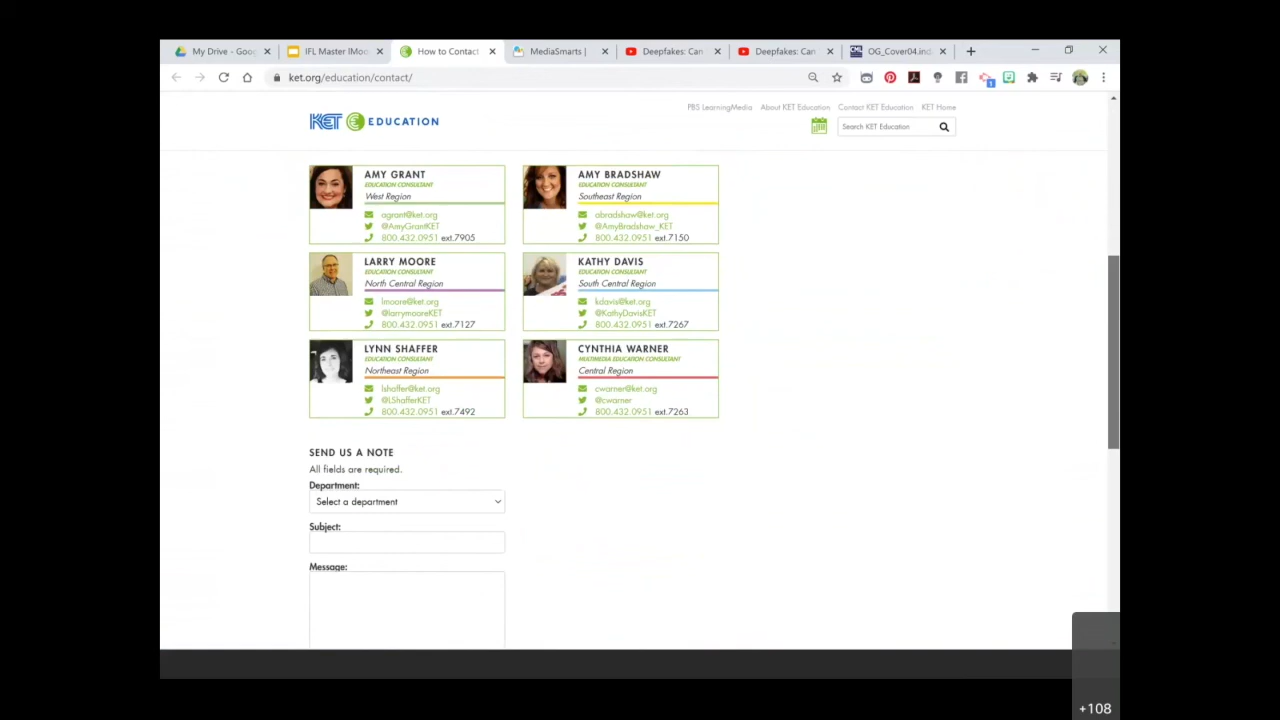 My Drive - Goog
IFL Master (Mod
How to Contact
MediaSmarts |
Deepfakes: Can
Deepfakes: Can
OG_Cover04.ind
ket.org/education/contact/
PBS LearningMedia
About KET Education
Contact KET Education
KET Home
KET EDUCATION
Search KET Education
AMY GRANT
EDUCATION CONSULTANT
West Region
agrant@ket.org
@AmyGrantKET
800.432.0951 ext.7905
AMY BRADSHAW
EDUCATION CONSULTANT
Southeast Region
abradshaw@ket.org
@AmyBradshaw_KET
800.432.0951 ext.7150
LARRY MOORE
EDUCATION CONSULTANT
North Central Region
lmoore@ket.org
@larrymooreKET
800.432.0951 ext.7127
KATHY DAVIS
EDUCATION CONSULTANT
South Central Region
kdavis@ket.org
@KathyDavisKET
800.432.0951 ext.7267
LYNN SHAFFER
EDUCATION CONSULTANT
Northeast Region
lshaffer@ket.org
@LShafferKET
800.432.0951 ext.7492
CYNTHIA WARNER
MULTIMEDIA EDUCATION CONSULTANT
Central Region
cwarner@ket.org
@cwarner
800.432.0951 ext.7263
SEND US A NOTE
All fields are required.
Department:
Select a department
Subject:
Message:
+108